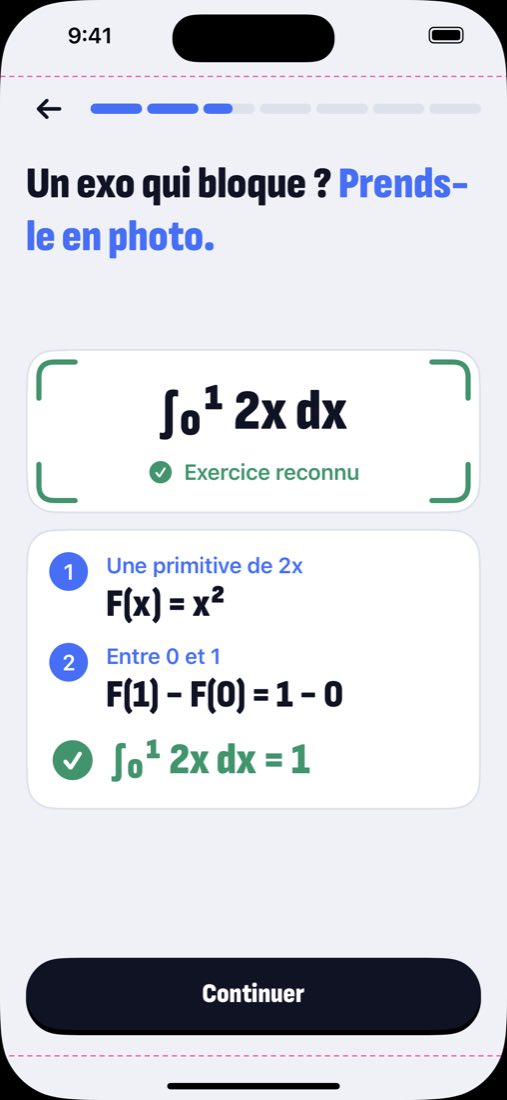 9:41
Un exo qui bloque ? Prends-
le en photo.
∫₀¹ 2x dx
Exercice reconnu
1 Une primitive de 2x
F(x) = x²
2 Entre 0 et 1
F(1) – F(0) = 1 – 0
∫₀¹ 2x dx = 1
Continuer